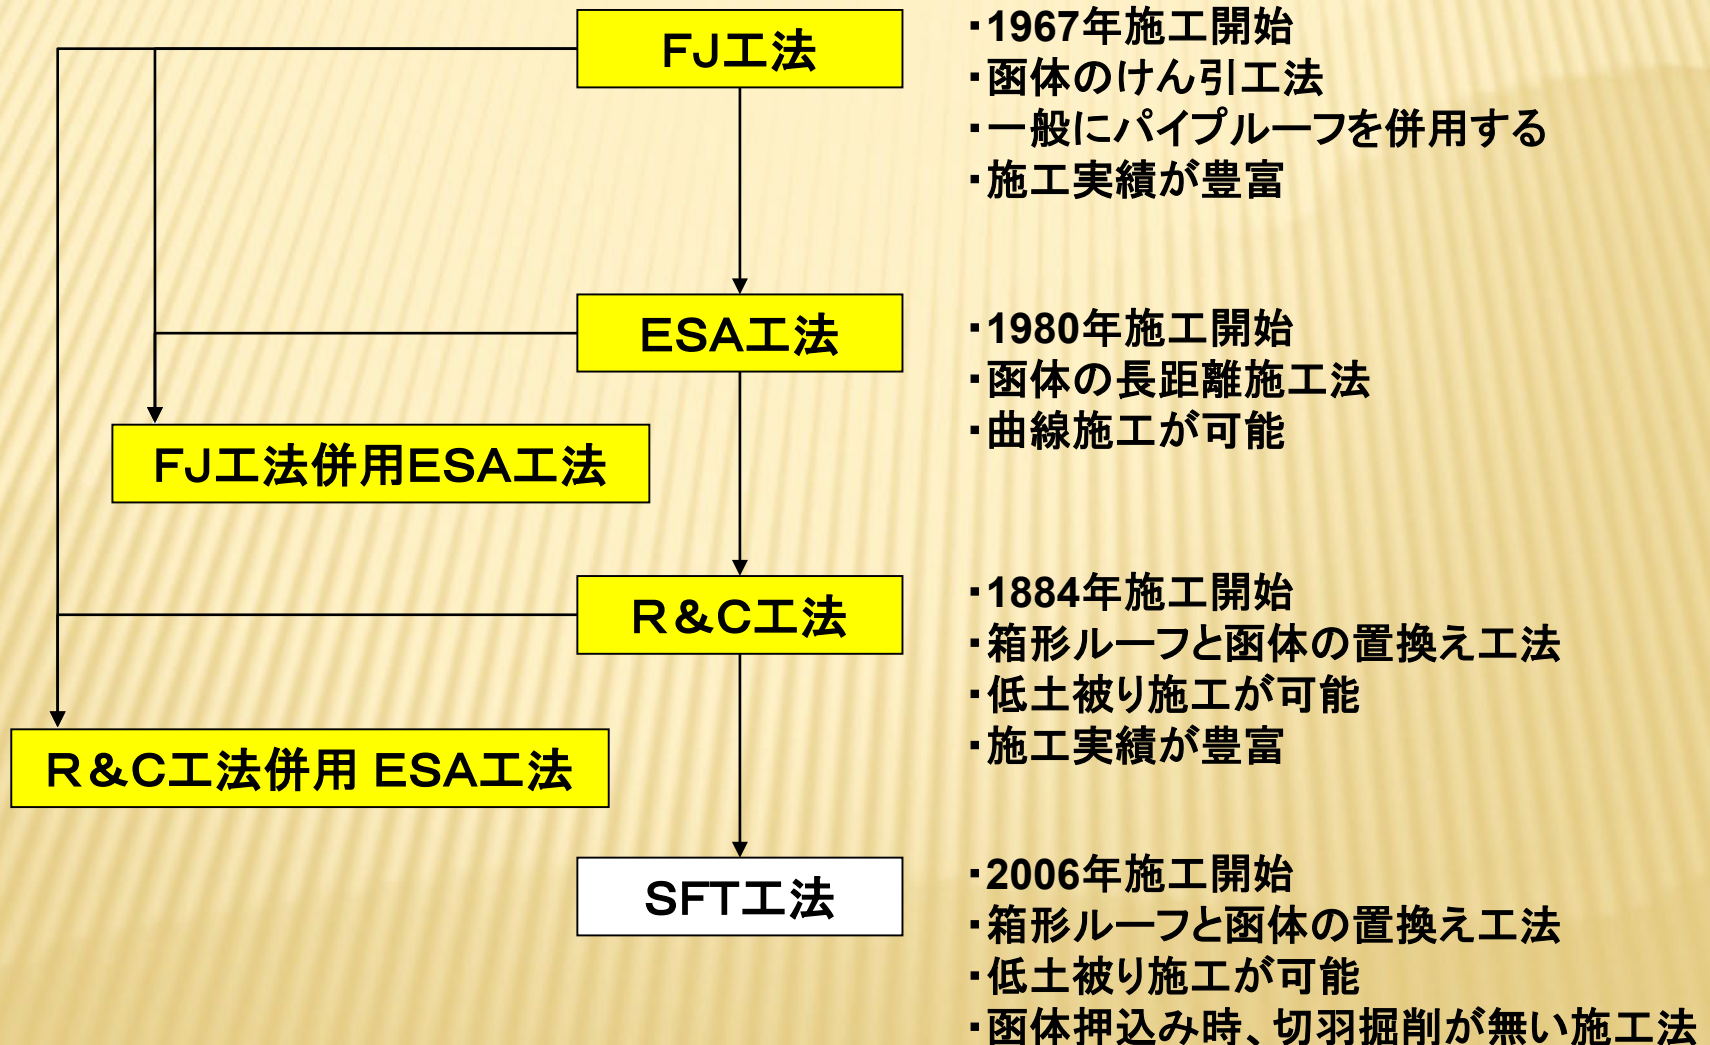 FJ工法
・1967年施工開始
・函体のけん引工法
・一般にパイプルーフを併用する
・施工実績が豊富
ESA工法
・1980年施工開始
・函体の長距離施工法
・曲線施工が可能
FJ工法併用ESA工法
R&C工法
・1884年施工開始
・箱形ルーフと函体の置換え工法
・低土被り施工が可能
・施工実績が豊富
R&C工法併用 ESA工法
SFT工法
・2006年施工開始
・箱形ルーフと函体の置換え工法
・低土被り施工が可能
・函体押込み時、切羽掘削が無い施工法